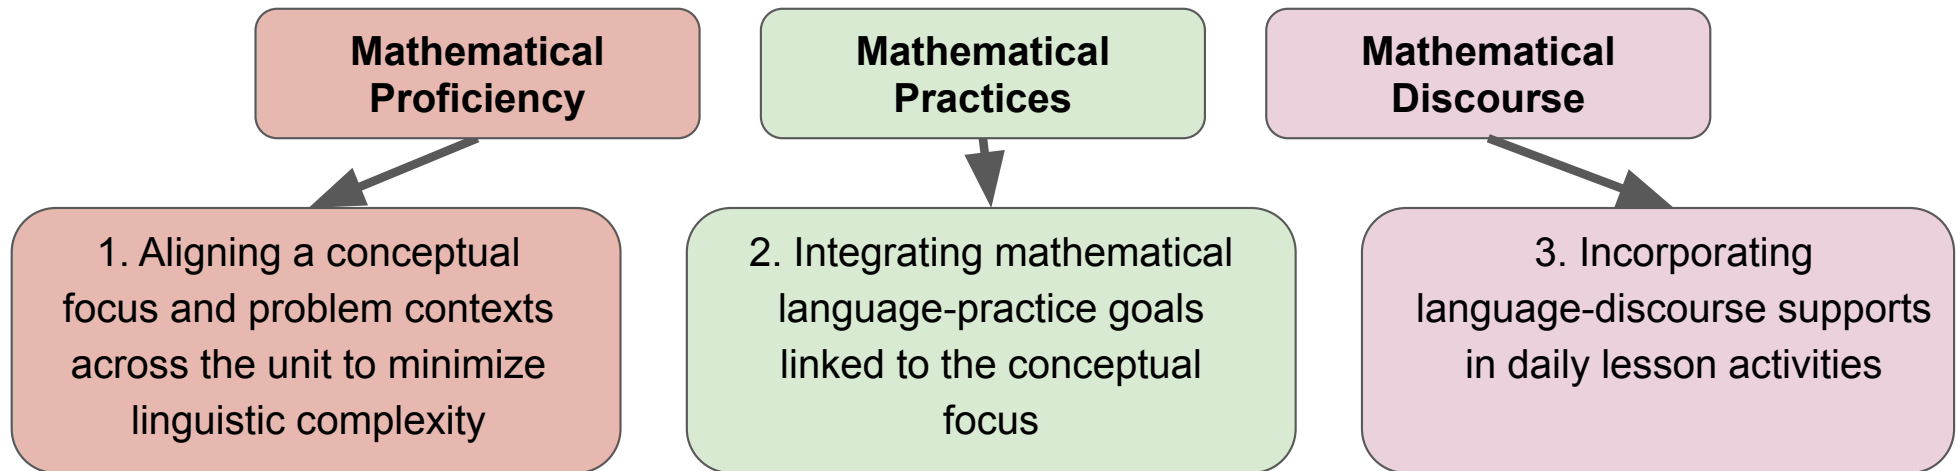 Mathematical
Proficiency
Mathematical
Practices
Mathematical
Discourse
1. Aligning a conceptual
focus and problem contexts
across the unit to minimize
linguistic complexity
2. Integrating mathematical
language-practice goals
linked to the conceptual
focus
3. Incorporating
language-discourse supports
in daily lesson activities